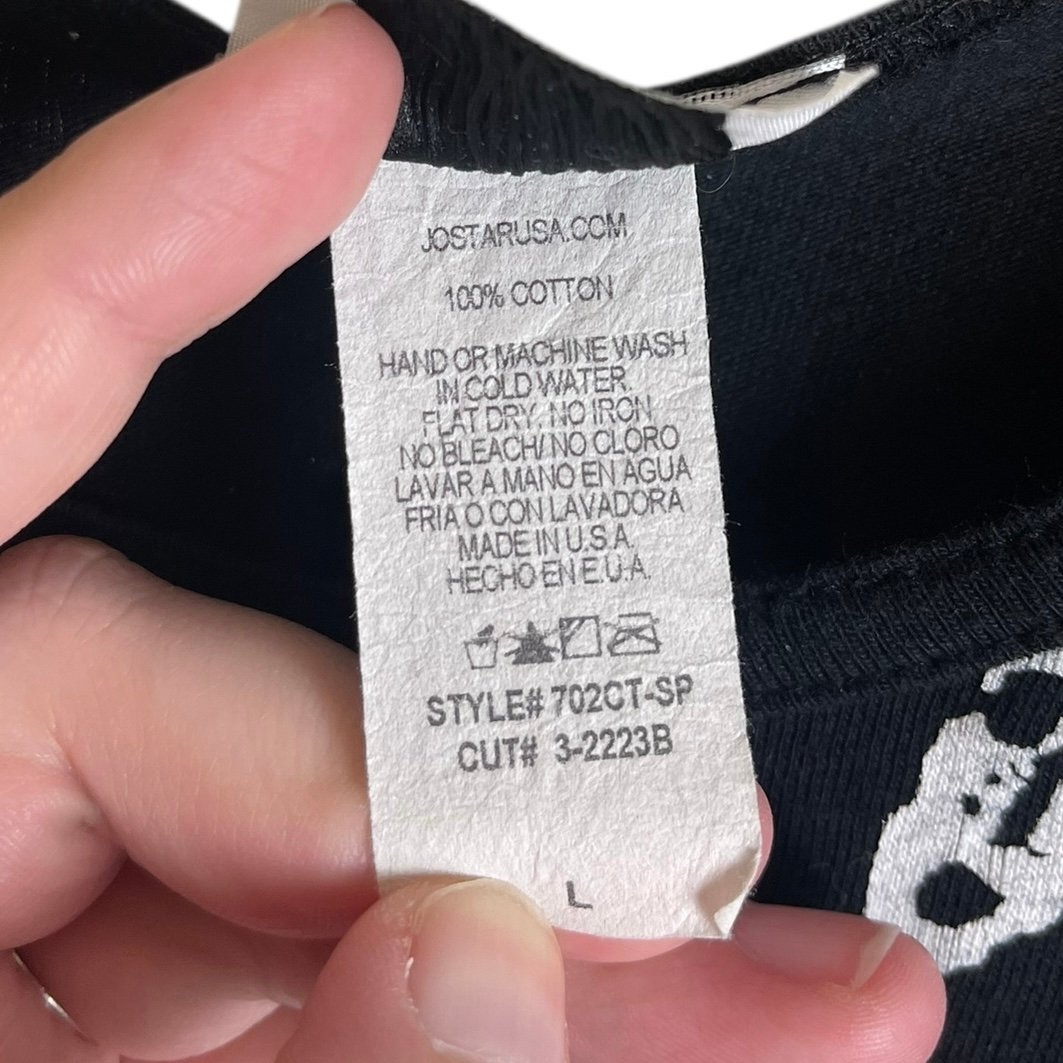 JOSTARUSA.COM
100% COTTON
HAND OR MACHINE WASH
IN COLD WATER.
FLAT DRY, NO IRON
NO BLEACH/ NO CLORO
LAVAR A MANO EN AGUA
FRIA O CON LAVADORA
MADE IN U.S.A.
HECHO EN E.U.A.
STYLE# 702CT-SP
CUT# 3-2223B
L